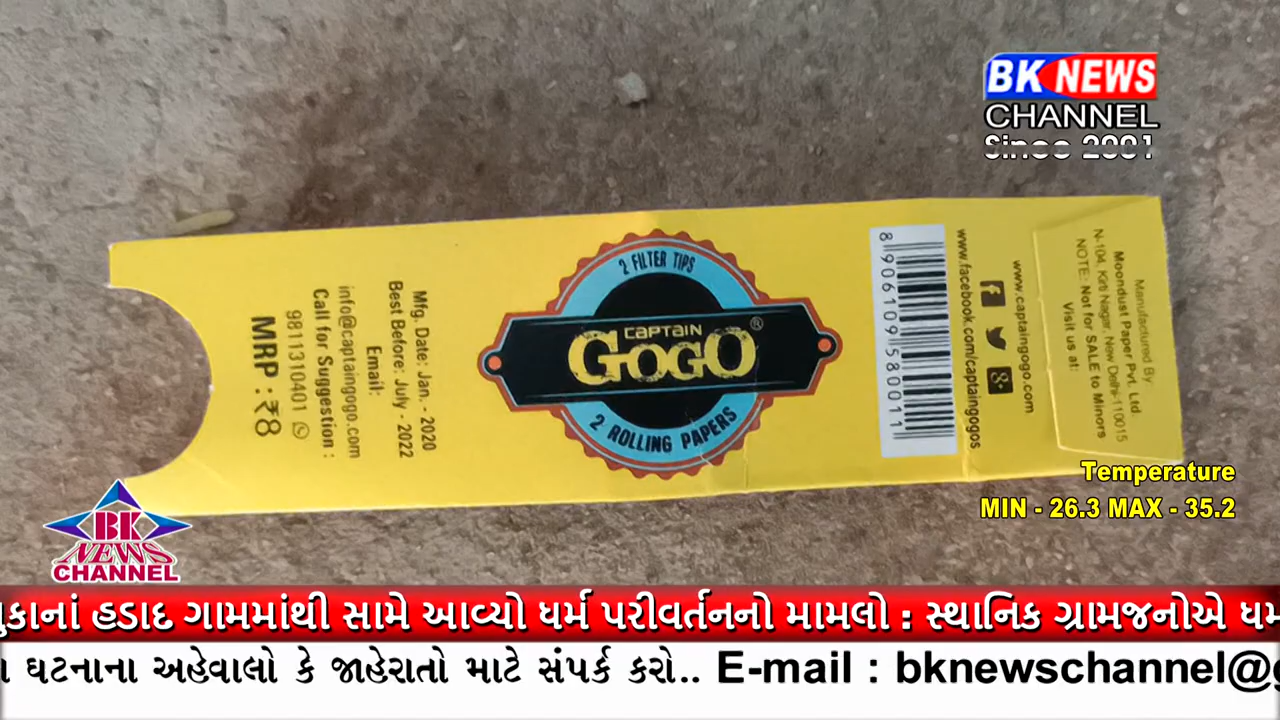 BK NEWS
CHANNEL
Since 2001
2 FILTER TIPS
CAPTAIN
GOGO®
2 ROLLING PAPERS
Mfg. Date: Jan. - 2020
Best Before: July - 2022
Email:
info@captaingogo.com
Call for Suggestion :
9811310401
MRP : ₹8
8 906109 580011
Manufactured By:
Moondust Paper Pvt. Ltd.
N-104, Kirti Nagar, New Delhi-110015
NOTE: Not for SALE to Minors
Visit us at:
www.captaingogo.com
www.facebook.com/captaingogos
Temperature
MIN - 26.3 MAX - 35.2
BK
NEWS
CHANNEL
હડાદ ગામમાંથી સામે આવ્યો ધર્મ પરીવર્તનનો મામલો : સ્થાનિક ગ્રામજનોએ
ઘટનાના અહેવાલો કે જાહેરાતો માટે સંપર્ક કરો.. E-mail : bknewschannel@